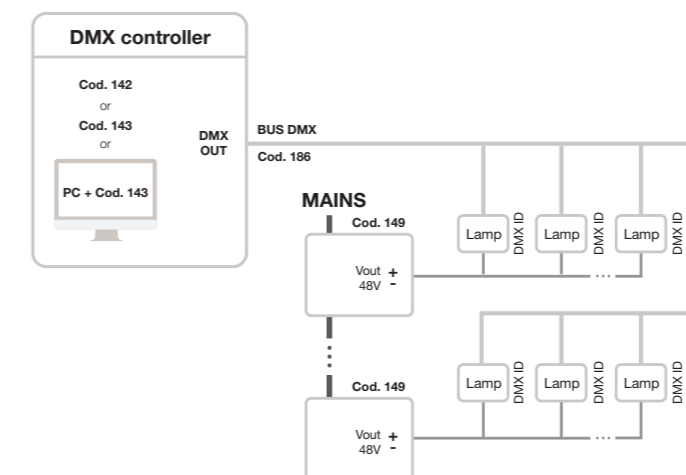 DMX controller
Cod. 142
or
Cod. 143
or
PC + Cod. 143
DMX
OUT
BUS DMX
Cod. 186
MAINS
Cod. 149
Vout +
48V -
Lamp
DMX ID
Lamp
DMX ID
Lamp
DMX ID
...
Cod. 149
Vout +
48V -
Lamp
DMX ID
Lamp
DMX ID
Lamp
DMX ID
...